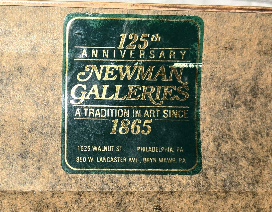 125th
ANNIVERSARY
NEWMAN
GALLERIES
A TRADITION IN ART SINCE
1865
1625 WALNUT ST. PHILADELPHIA, PA
850 W. LANCASTER AVE., BRYN MAWR, PA